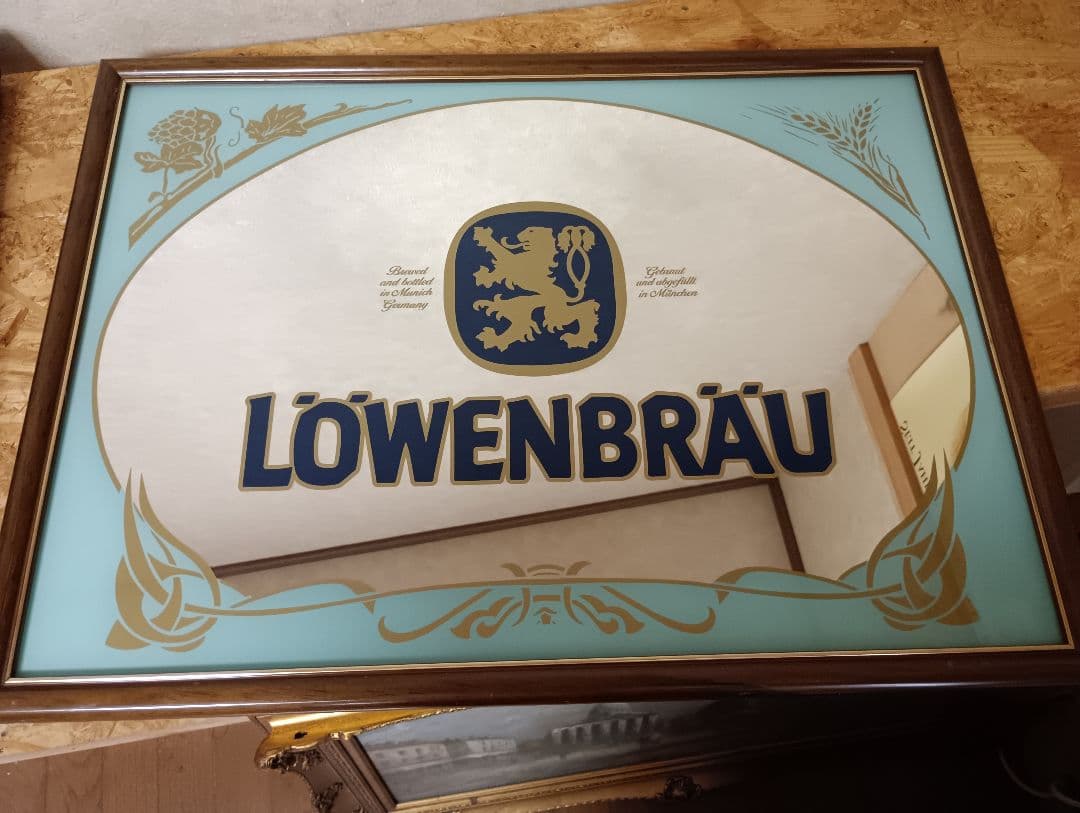 Brewed
and bottled
in Munich
Germany
Gebraut
und abgefüllt
in München
LÖWENBRÄU